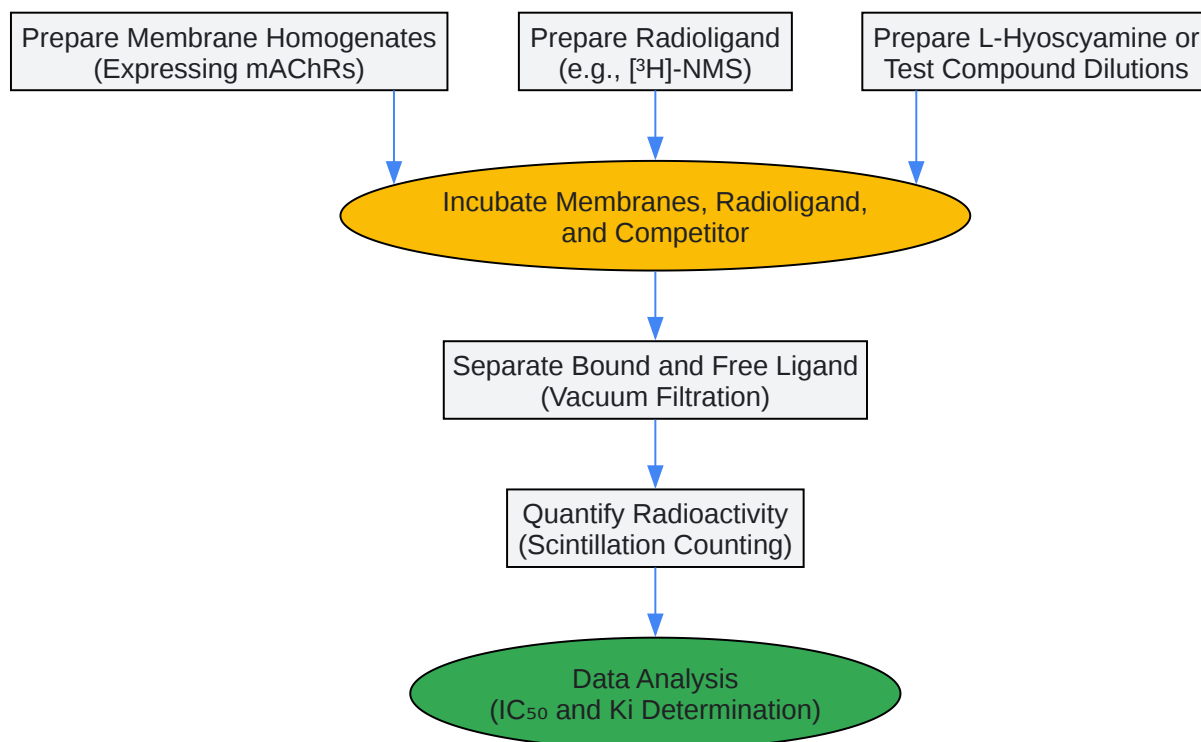 Prepare Membrane Homogenates
(Expressing mAChRs)
Prepare Radioligand
(e.g., [³H]-NMS)
Prepare L-Hyoscyamine or
Test Compound Dilutions
Incubate Membranes, Radioligand,
and Competitor
Separate Bound and Free Ligand
(Vacuum Filtration)
Quantify Radioactivity
(Scintillation Counting)
Data Analysis
(IC₅₀ and Ki Determination)